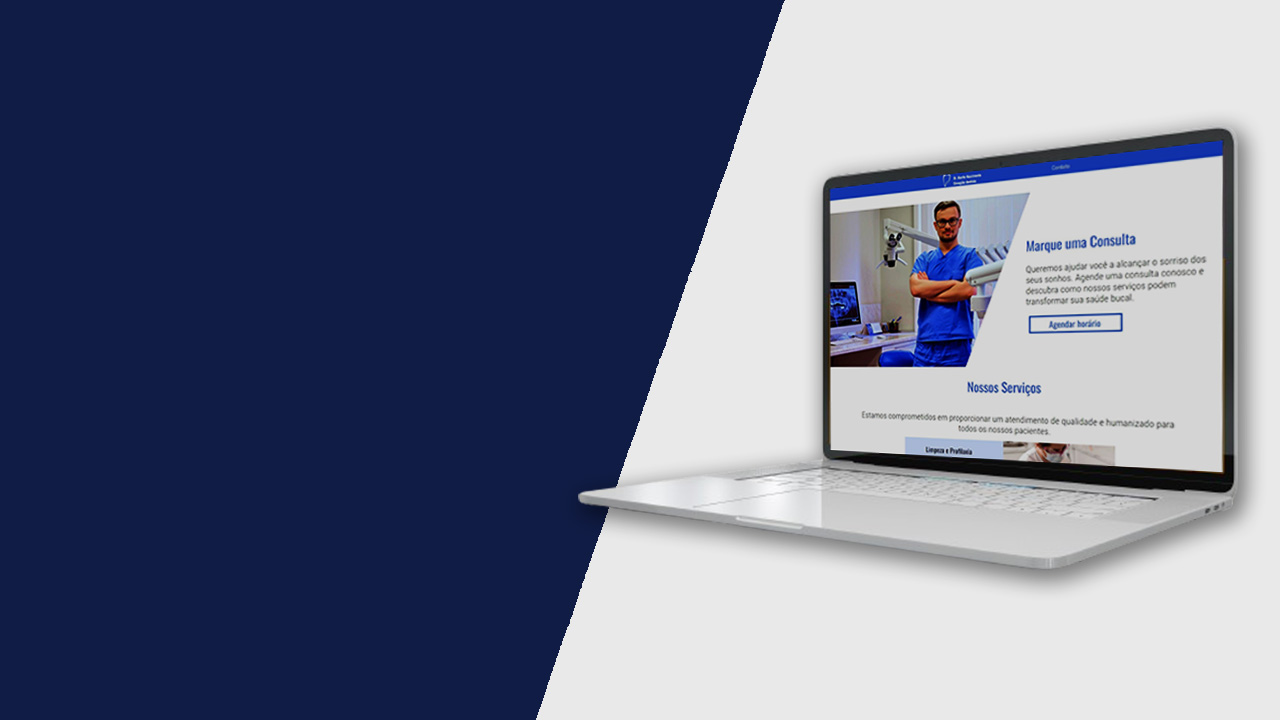 Contato
Marque uma Consulta
Queremos ajudar você a alcançar o sorriso dos
seus sonhos. Agende uma consulta conosco e
descubra como nossos serviços podem
transformar sua saúde bucal.
Agendar horário
Nossos Serviços
Estamos comprometidos em proporcionar um atendimento de qualidade e humanizado para
todos os nossos pacientes.
Limpeza e Profilaxia